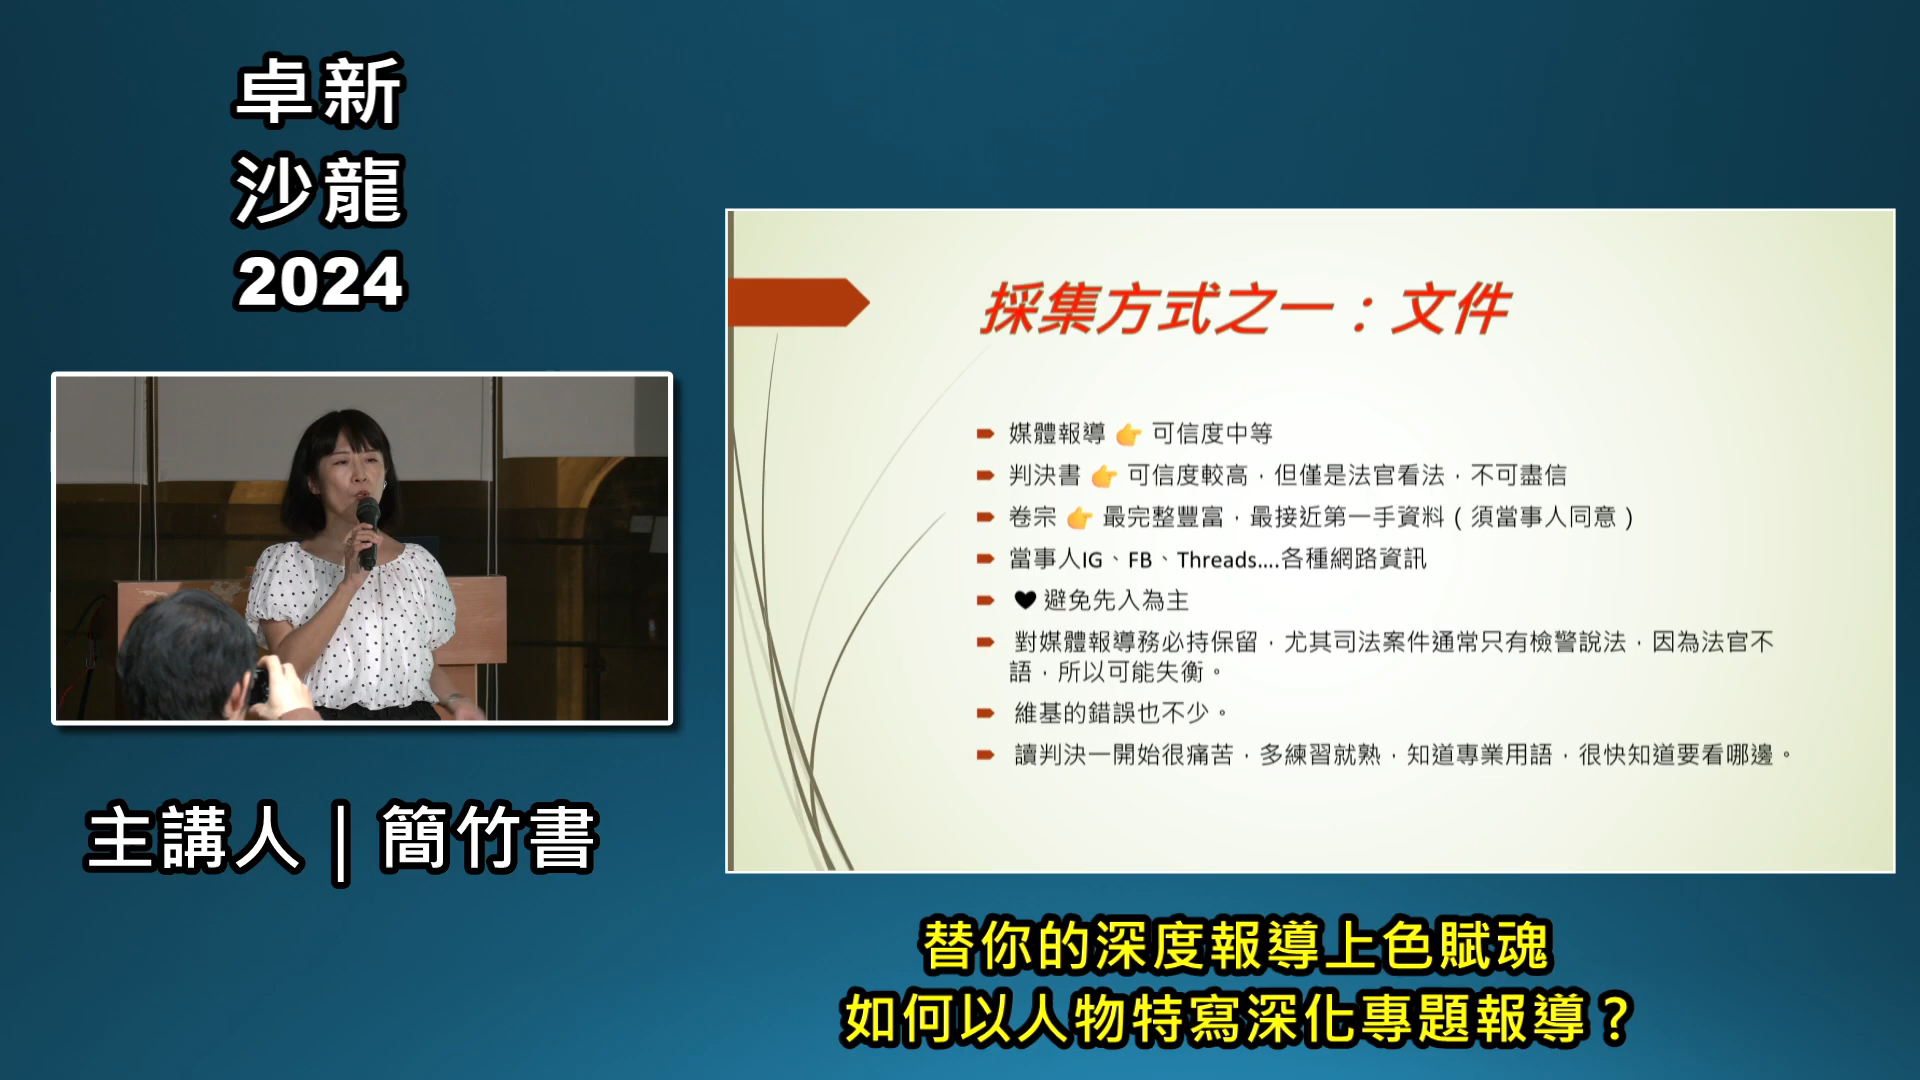 卓新
沙龍
2024
主講人｜簡竹書
採集方式之一：文件
媒體報導 👉 可信度中等
判決書 👉 可信度較高，但僅是法官看法，不可盡信
卷宗 👉 最完整豐富，最接近第一手資料（須當事人同意）
當事人IG、FB、Threads....各種網路資訊
♥ 避免先入為主
對媒體報導務必持保留，尤其司法案件通常只有檢警說法，因為法官不
語，所以可能失衡。
維基的錯誤也不少。
讀判決一開始很痛苦，多練習就熟，知道專業用語，很快知道要看哪邊。
替你的深度報導上色賦魂
如何以人物特寫深化專題報導？